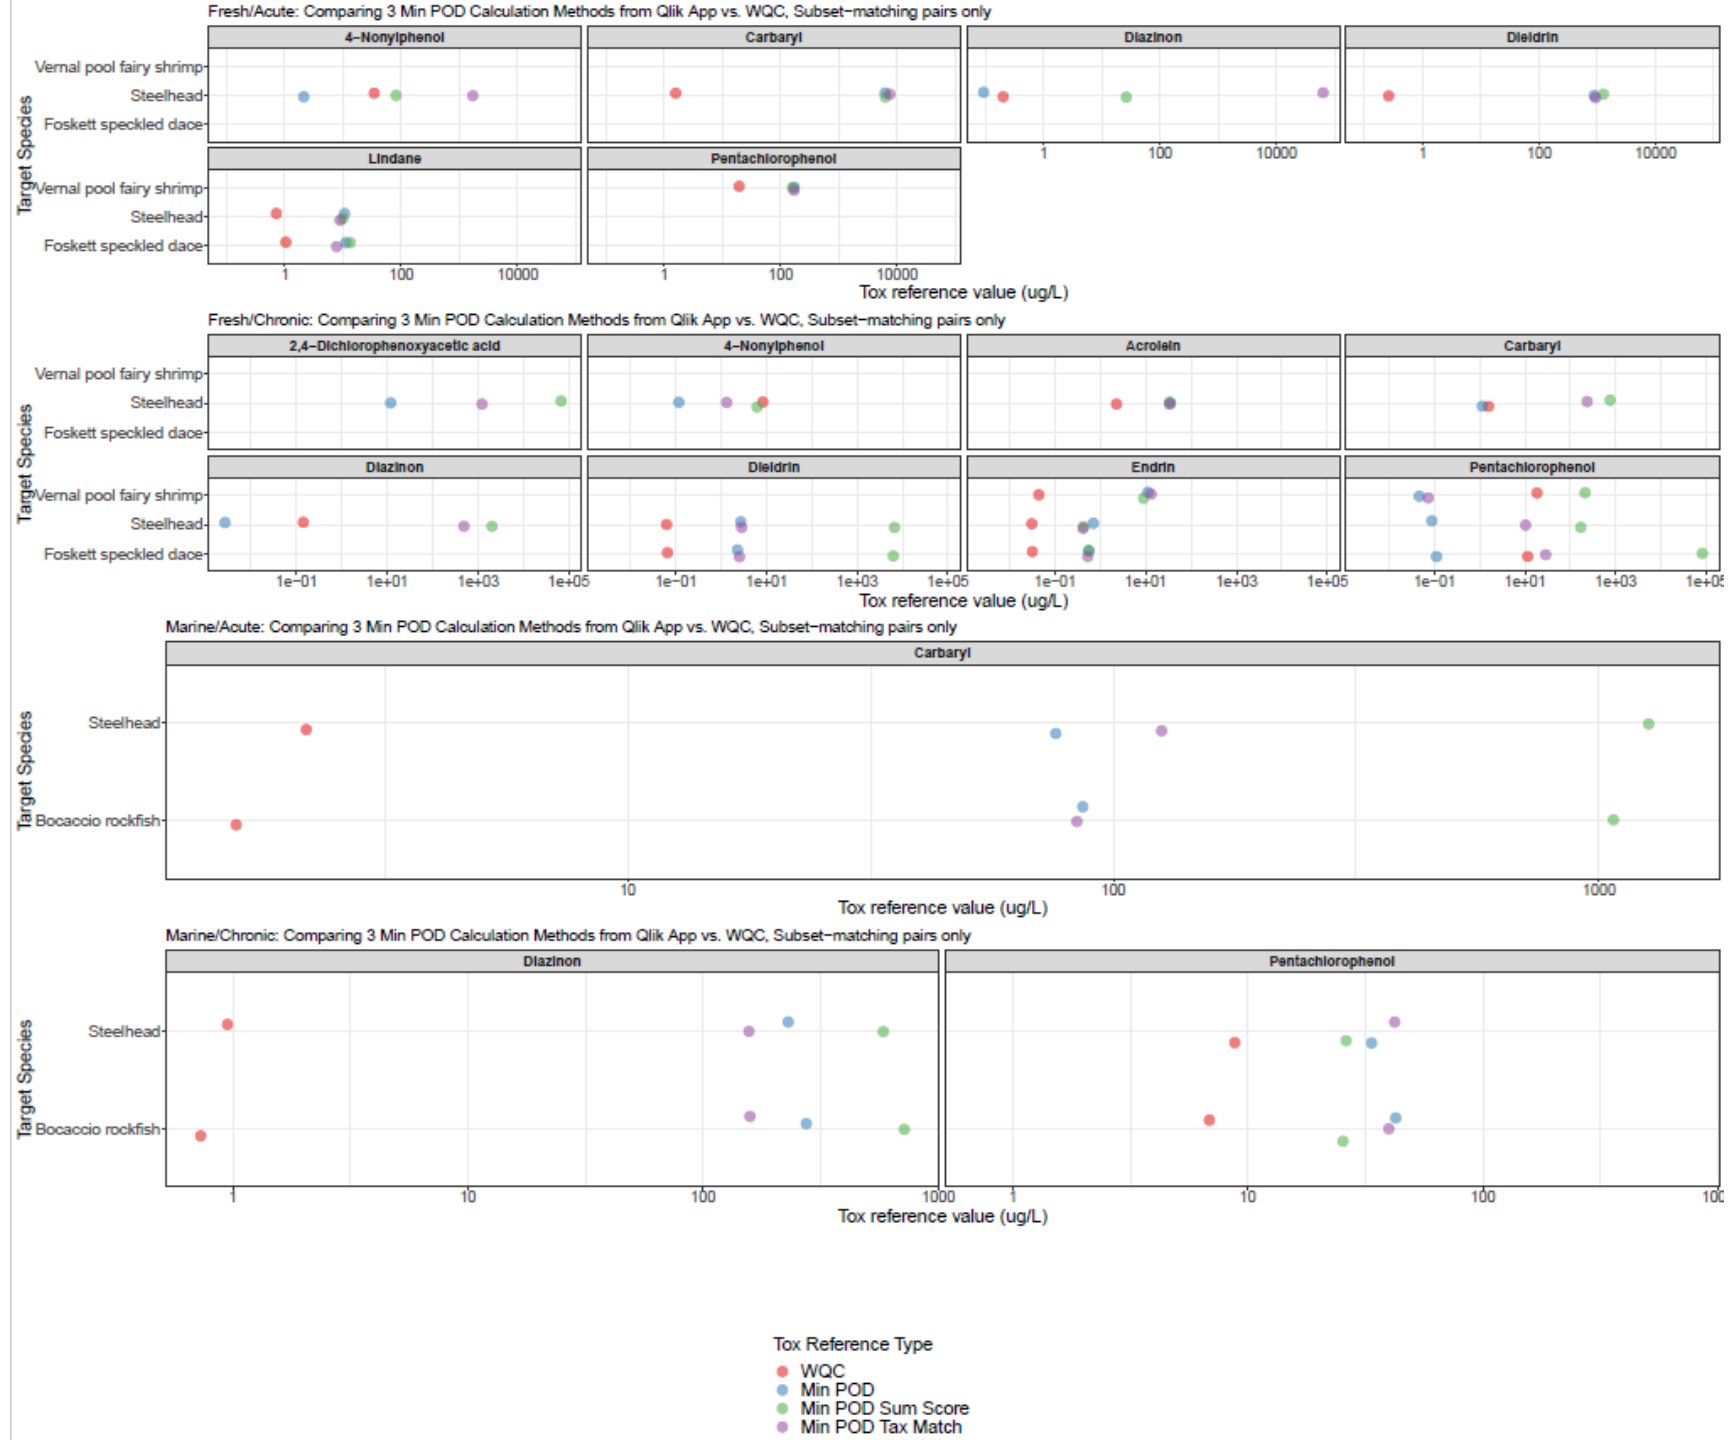 Fresh/Acute: Comparing 3 Min POD Calculation Methods from Qlik App vs. WQC, Subset−matching pairs only
4−Nonylphenol
Carbaryl
Diazinon
Dieldrin
Target Species
Vernal pool fairy shrimp
Steelhead
Foskett speckled dace
1 100 10000
1 100 10000
Lindane
Pentachlorophenol
Vernal pool fairy shrimp
Steelhead
Foskett speckled dace
1 100 10000
1 100 10000
Tox reference value (ug/L)
Fresh/Chronic: Comparing 3 Min POD Calculation Methods from Qlik App vs. WQC, Subset−matching pairs only
2,4−Dichlorophenoxyacetic acid
4−Nonylphenol
Acrolein
Carbaryl
Target Species
Vernal pool fairy shrimp
Steelhead
Foskett speckled dace
Diazinon
Dieldrin
Endrin
Pentachlorophenol
Vernal pool fairy shrimp
Steelhead
Foskett speckled dace
1e−01 1e+01 1e+03 1e+05
1e−01 1e+01 1e+03 1e+05
1e−01 1e+01 1e+03 1e+05
1e−01 1e+01 1e+03 1e+05
Tox reference value (ug/L)
Marine/Acute: Comparing 3 Min POD Calculation Methods from Qlik App vs. WQC, Subset−matching pairs only
Carbaryl
Target Species
Steelhead
Bocaccio rockfish
10 100 1000
Tox reference value (ug/L)
Marine/Chronic: Comparing 3 Min POD Calculation Methods from Qlik App vs. WQC, Subset−matching pairs only
Diazinon
Pentachlorophenol
Target Species
Steelhead
Bocaccio rockfish
1 10 100 1000
1 10 100 100
Tox reference value (ug/L)
Tox Reference Type
WQC
Min POD
Min POD Sum Score
Min POD Tax Match